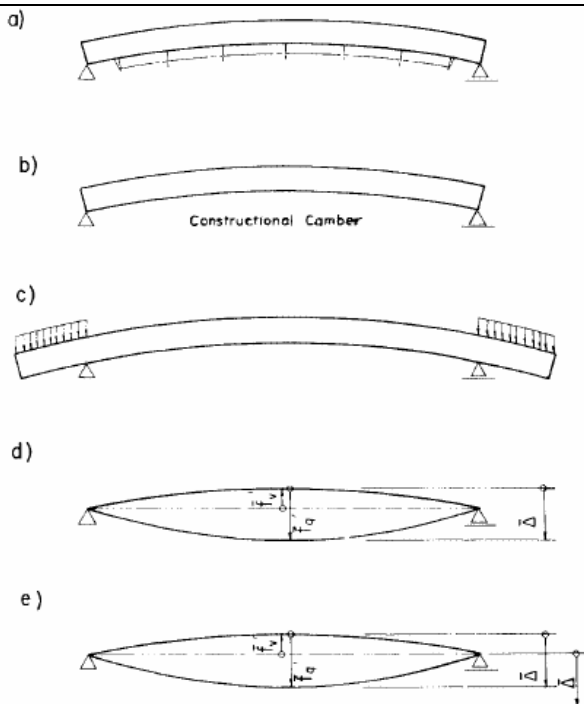 a)
b)
Constructional Camber
c)
d)
f̄v
f̄q
Δ̄
e)
f̄v
f̄q
Δ̄
Δ̄